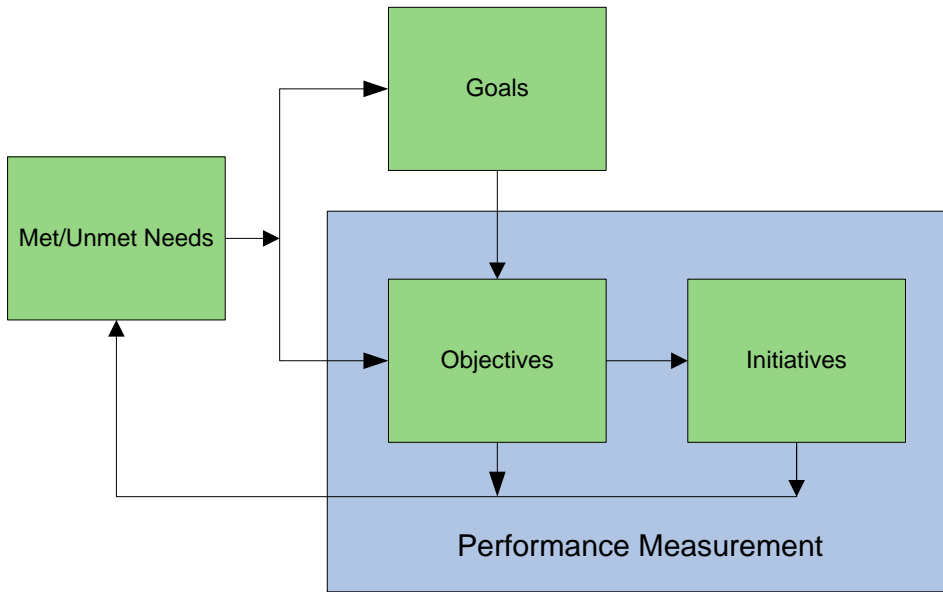 Goals
Met/Unmet Needs
Objectives
Initiatives
Performance Measurement